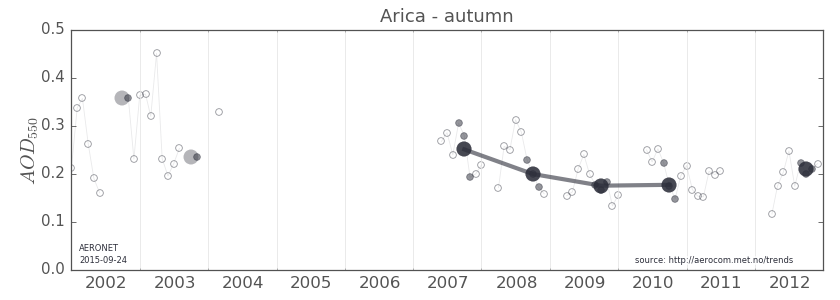 Arica - autumn
0.5
0.4
0.3
0.2
0.1
0.0
AOD550
AERONET
2015-09-24
source: http://aerocom.met.no/trends
2002 2003 2004 2005 2006 2007 2008 2009 2010 2011 2012